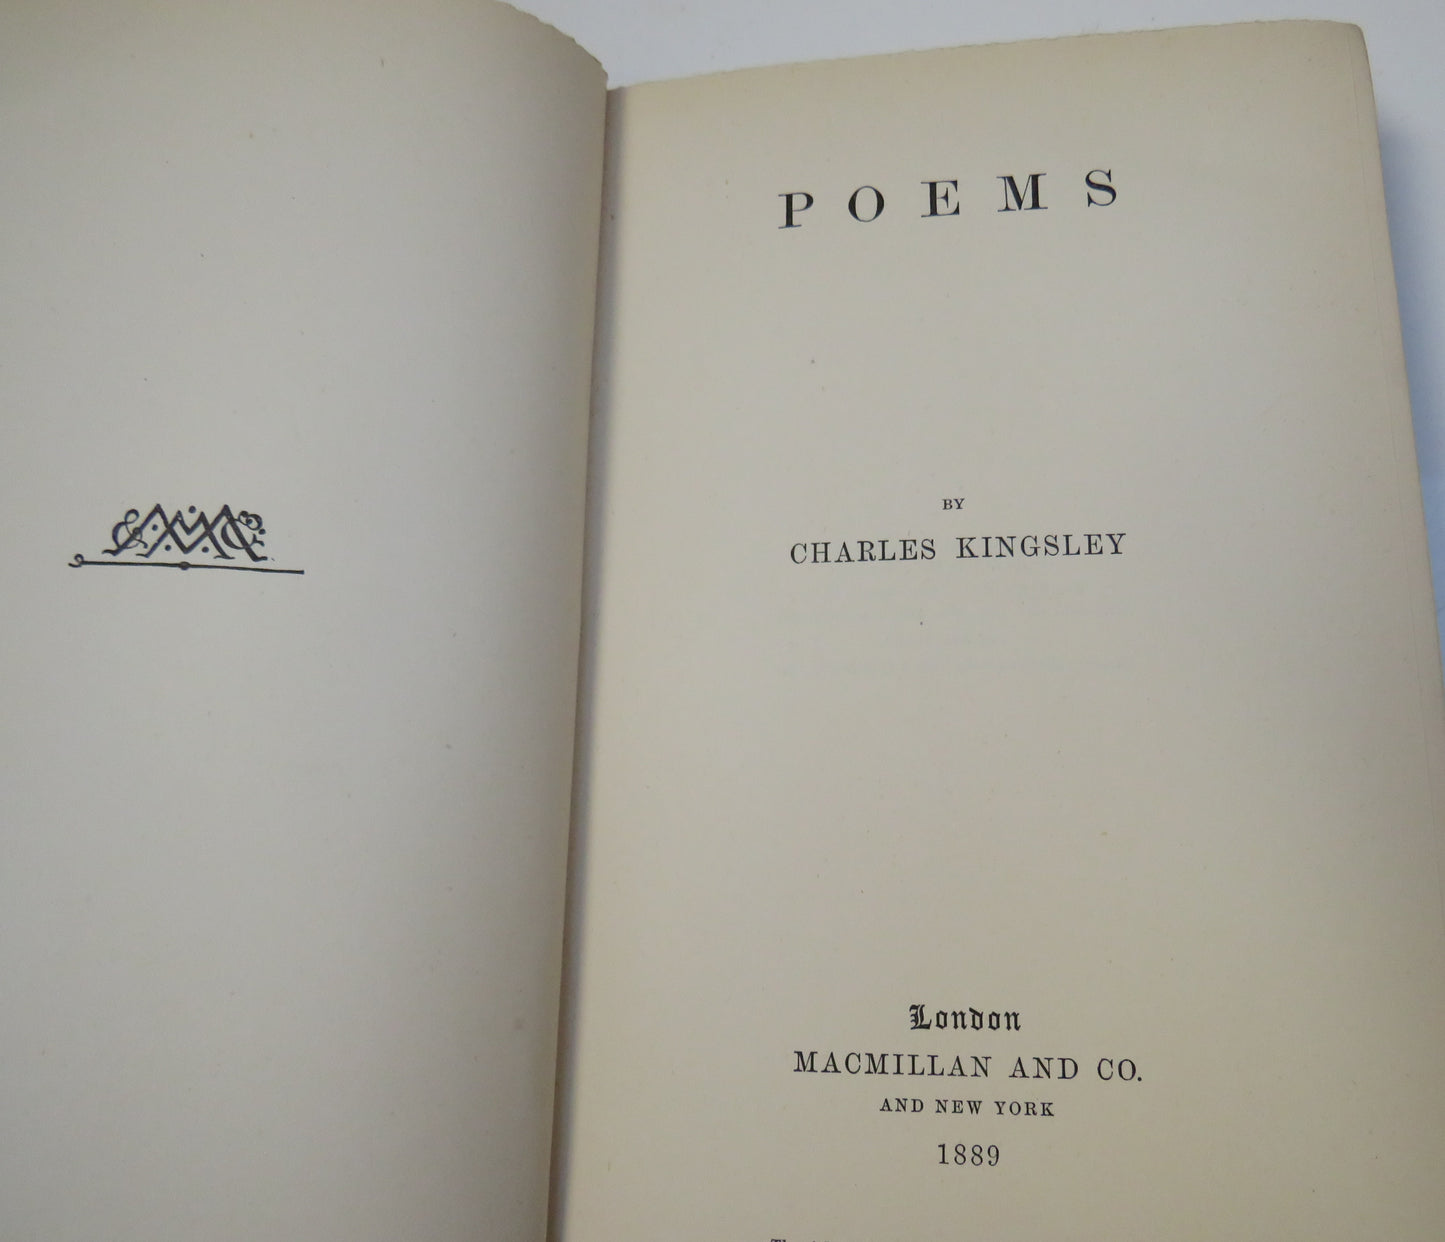 POEMS
BY
CHARLES KINGSLEY
London
MACMILLAN AND CO.
AND NEW YORK
1889